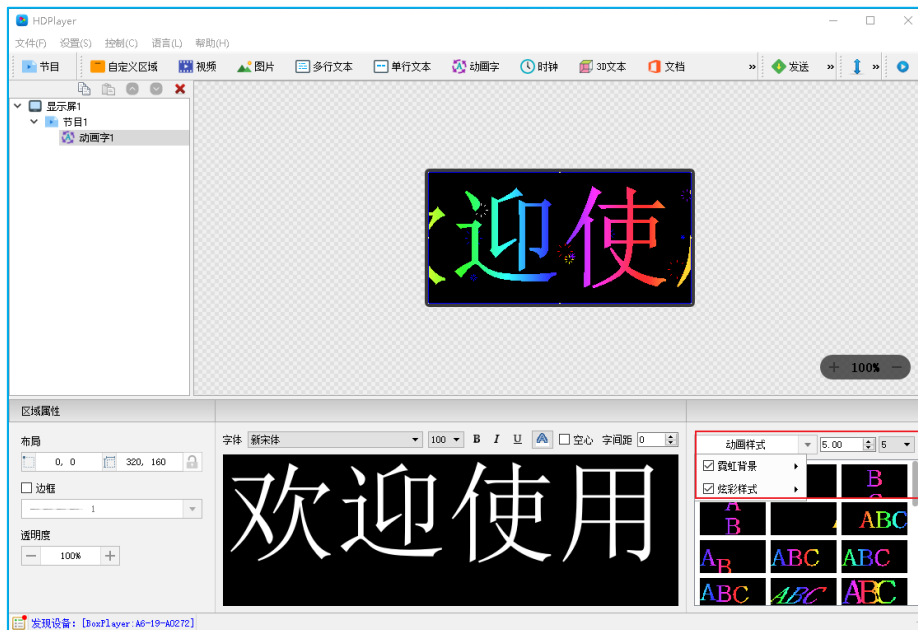 HDPlayer
文件(F) 设置(S) 控制(C) 语言(L) 帮助(H)
节目 自定义区域 视频 图片 多行文本 单行文本 动画字 时钟 3D文本 文档 » 发送 » »
显示屏1
节目1
动画字1
迎使
100%
区域属性
布局
0, 0 320, 160
边框
1
透明度
100%
字体 新宋体 100 B I U A 空心 字间距 0
欢迎使用
动画样式 5.00 5
霓虹背景
炫彩样式
B
A
B
ABC
AB ABC ABC
ABC ABC ABC
发现设备: [BoxPlayer:A6-19-A0272]